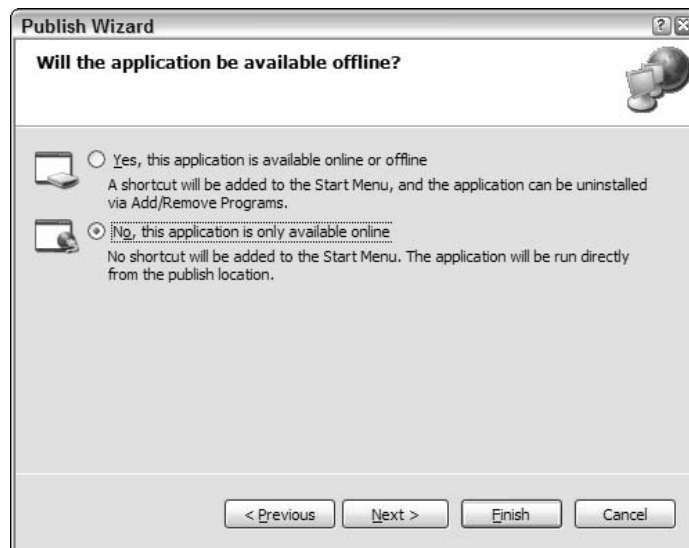 Publish Wizard
Will the application be available offline?
Yes, this application is available online or offline
A shortcut will be added to the Start Menu, and the application can be uninstalled
via Add/Remove Programs.
No, this application is only available online
No shortcut will be added to the Start Menu. The application will be run directly
from the publish location.
< Previous
Next >
Finish
Cancel